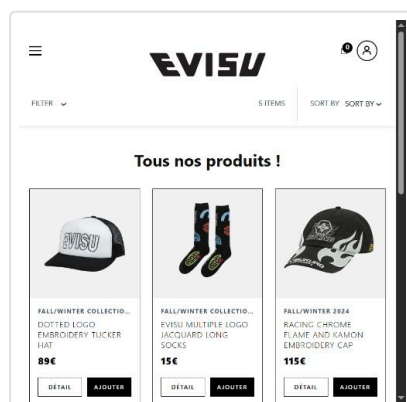 EVISU
0
FILTER
5 ITEMS
SORT BY SORT BY
Tous nos produits !
EVISU
FALL/WINTER COLLECTIO...
DOTTED LOGO
EMBROIDERY TUCKER
HAT
89€
DÉTAIL AJOUTER
FALL/WINTER COLLECTIO...
EVISU MULTIPLE LOGO
JACQUARD LONG
SOCKS
15€
DÉTAIL AJOUTER
FALL/WINTER 2024
RACING CHROME
FLAME AND KAMON
EMBROIDERY CAP
115€
DÉTAIL AJOUTER